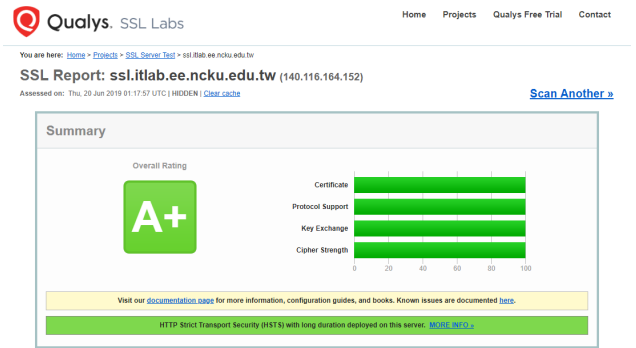 Qualys. SSL Labs
Home Projects Qualys Free Trial Contact
You are here: Home > Projects > SSL Server Test > ssl.itlab.ee.ncku.edu.tw
SSL Report: ssl.itlab.ee.ncku.edu.tw (140.116.164.152)
Assessed on: Thu, 20 Jun 2019 01:17:57 UTC | HIDDEN | Clear cache
Scan Another »
Summary
Overall Rating
A+
Certificate
Protocol Support
Key Exchange
Cipher Strength
0 20 40 60 80 100
Visit our documentation page for more information, configuration guides, and books. Known issues are documented here.
HTTP Strict Transport Security (HSTS) with long duration deployed on this server. MORE INFO »